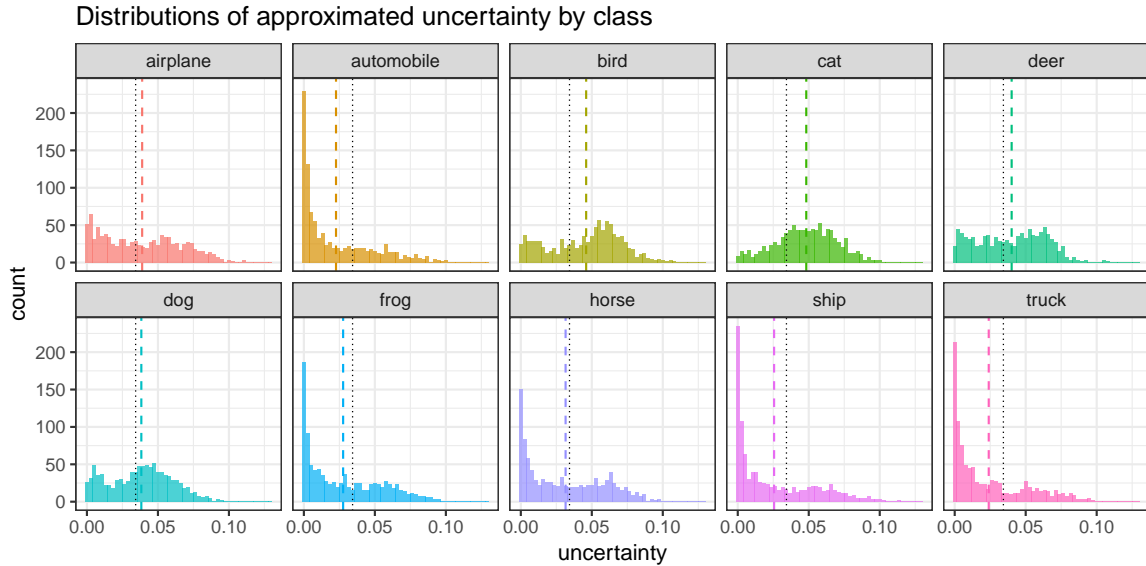 Distributions of approximated uncertainty by class
airplane automobile bird cat deer
200
150
100
50
0
count
dog frog horse ship truck
200
150
100
50
0
0.00 0.05 0.10 0.00 0.05 0.10 0.00 0.05 0.10 0.00 0.05 0.10 0.00 0.05 0.10
uncertainty